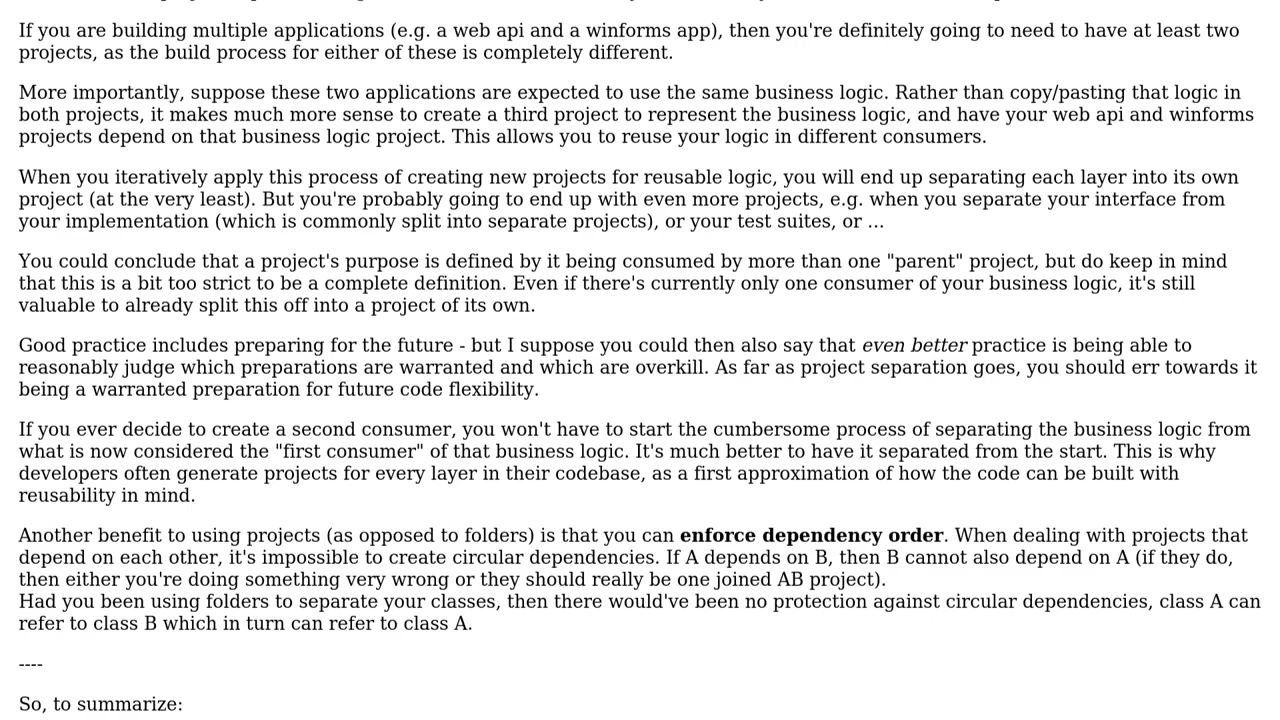 If you are building multiple applications (e.g. a web api and a winforms app), then you're definitely going to need to have at least two
projects, as the build process for either of these is completely different.
More importantly, suppose these two applications are expected to use the same business logic. Rather than copy/pasting that logic in
both projects, it makes much more sense to create a third project to represent the business logic, and have your web api and winforms
projects depend on that business logic project. This allows you to reuse your logic in different consumers.
When you iteratively apply this process of creating new projects for reusable logic, you will end up separating each layer into its own
project (at the very least). But you're probably going to end up with even more projects, e.g. when you separate your interface from
your implementation (which is commonly split into separate projects), or your test suites, or ...
You could conclude that a project's purpose is defined by it being consumed by more than one "parent" project, but do keep in mind
that this is a bit too strict to be a complete definition. Even if there's currently only one consumer of your business logic, it's still
valuable to already split this off into a project of its own.
Good practice includes preparing for the future - but I suppose you could then also say that even better practice is being able to
reasonably judge which preparations are warranted and which are overkill. As far as project separation goes, you should err towards it
being a warranted preparation for future code flexibility.
If you ever decide to create a second consumer, you won't have to start the cumbersome process of separating the business logic from
what is now considered the "first consumer" of that business logic. It's much better to have it separated from the start. This is why
developers often generate projects for every layer in their codebase, as a first approximation of how the code can be built with
reusability in mind.
Another benefit to using projects (as opposed to folders) is that you can enforce dependency order. When dealing with projects that
depend on each other, it's impossible to create circular dependencies. If A depends on B, then B cannot also depend on A (if they do,
then either you're doing something very wrong or they should really be one joined AB project).
Had you been using folders to separate your classes, then there would've been no protection against circular dependencies, class A can
refer to class B which in turn can refer to class A.
----
So, to summarize: